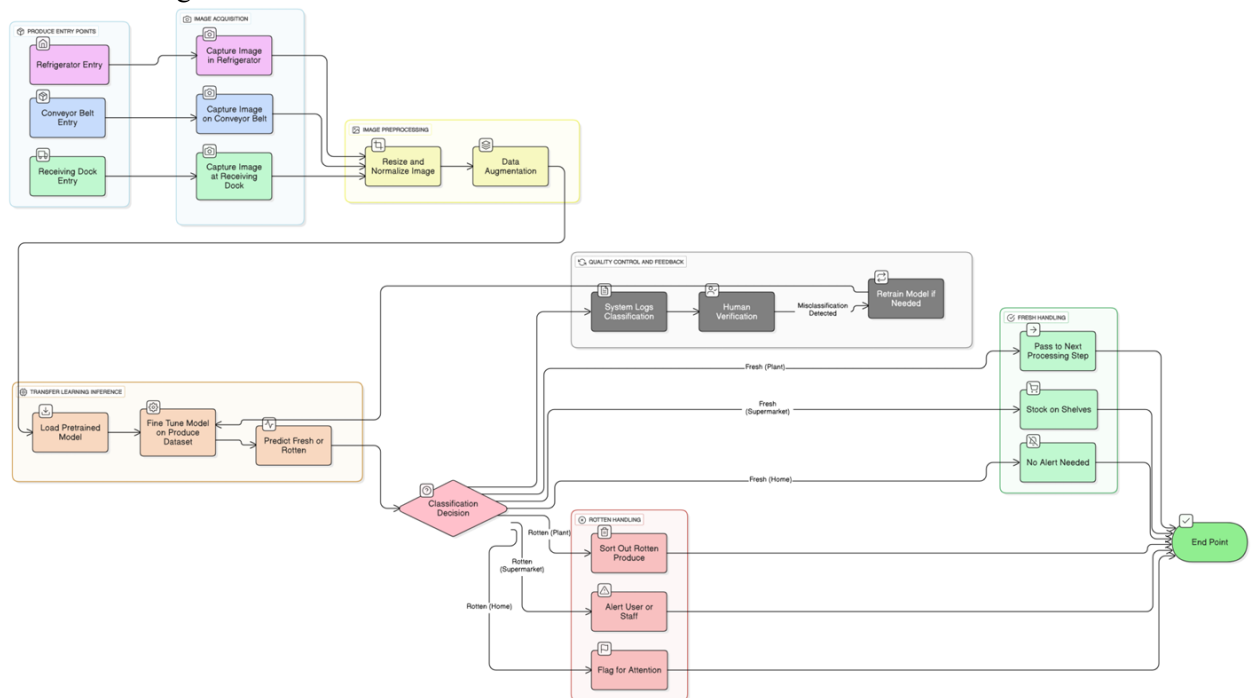 PRODUCE ENTRY POINTS
Refrigerator Entry
Conveyor Belt
Entry
Receiving Dock
Entry
IMAGE ACQUISITION
Capture Image
in Refrigerator
Capture Image
on Conveyor Belt
Capture Image
at Receiving
Dock
IMAGE PREPROCESSING
Resize and
Normalize Image
Data
Augmentation
QUALITY CONTROL AND FEEDBACK
System Logs
Classification
Human
Verification
Misclassification
Detected
Retrain Model if
Needed
TRANSFER LEARNING INFERENCE
Load Pretrained
Model
Fine Tune Model
on Produce
Dataset
Predict Fresh or
Rotten
Classification
Decision
Fresh (Plant)
Fresh
(Supermarket)
Fresh (Home)
FRESH HANDLING
Pass to Next
Processing Step
Stock on Shelves
No Alert Needed
Rotten (Plant)
Rotten
(Supermarket)
Rotten (Home)
ROTTEN HANDLING
Sort Out Rotten
Produce
Alert User or
Staff
Flag for Attention
End Point